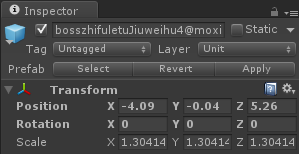 Inspector
bosszhifuletuJiuweihu4@moxi Static
Tag Untagged Layer Unit
Prefab Select Revert Apply
Transform
Position X -4.09 Y -0.04 Z 5.26
Rotation X 0 Y 0 Z 0
Scale X 1.30414 Y 1.30414 Z 1.30414